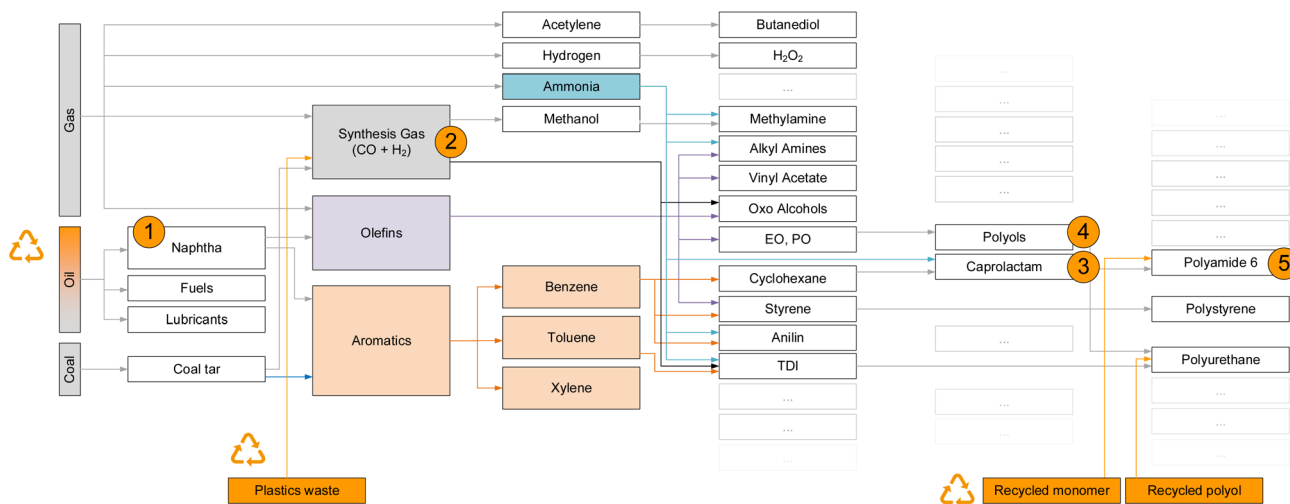 Gas
Oil
Coal
1
Naphtha
Fuels
Lubricants
Coal tar
Synthesis Gas
(CO + H₂)
2
Olefins
Aromatics
Plastics waste
Acetylene
Hydrogen
Ammonia
Methanol
Benzene
Toluene
Xylene
Butanediol
H₂O₂
...
Methylamine
Alkyl Amines
Vinyl Acetate
Oxo Alcohols
EO, PO
Cyclohexane
Styrene
Anilin
TDI
...
...
...
...
...
...
...
...
Polyols
4
Caprolactam
3
...
...
...
...
...
...
...
Polyamide 6
5
Polystyrene
Polyurethane
...
...
...
Recycled monomer
Recycled polyol